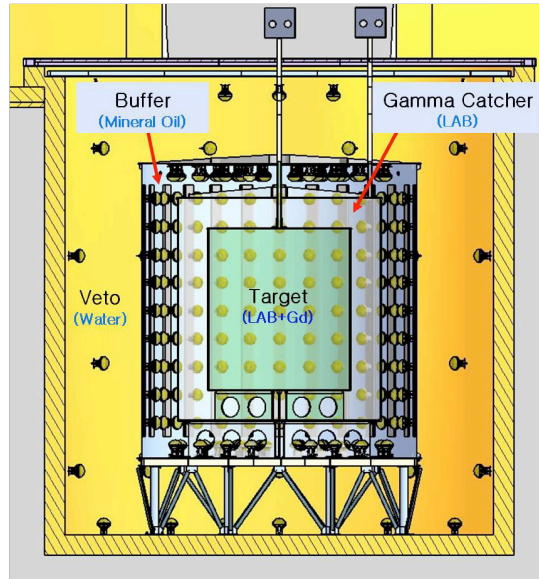 Buffer
(Mineral Oil)
Gamma Catcher
(LAB)
Veto
(Water)
Target
(LAB+Gd)